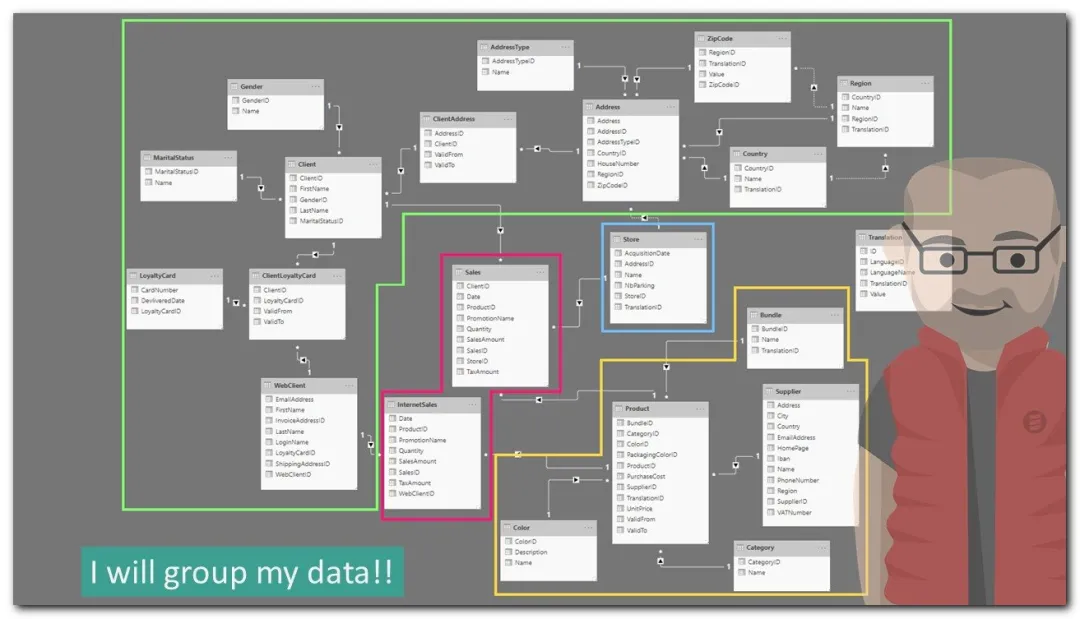 AddressType
AddressTypeID
Name
ZipCode
RegionID
TranslationID
Value
ZipCodeID
Region
CountryID
Name
RegionID
TranslationID
Gender
GenderID
Name
ClientAddress
AddressID
ClientID
ValidFrom
ValidTo
Address
Address
AddressID
AddressTypeID
CountryID
HouseNumber
RegionID
ZipCodeID
Country
CountryID
Name
TranslationID
MaritalStatus
MaritalStatusID
Name
Client
ClientID
FirstName
GenderID
LastName
MaritalStatusID
Store
AcquisitionDate
AddressID
Name
NbParking
StoreID
TranslationID
Translation
ID
LanguageID
LanguageName
TranslationID
Value
LoyaltyCard
CardNumber
DevliveredDate
LoyaltyCardID
ClientLoyaltyCard
ClientID
LoyaltyCardID
ValidFrom
ValidTo
Sales
ClientID
Date
ProductID
PromotionName
Quantity
SalesAmount
SalesID
StoreID
TaxAmount
Bundle
BundleID
Name
TranslationID
WebClient
EmailAddress
FirstName
InvoiceAddressID
LastName
LoginName
LoyaltyCardID
ShippingAddressID
WebClientID
InternetSales
Date
ProductID
PromotionName
Quantity
SalesAmount
SalesID
TaxAmount
WebClientID
Product
BundleID
CategoryID
ColorID
PackagingColorID
ProductID
PurchaseCost
SupplierID
TranslationID
UnitPrice
ValidFrom
ValidTo
Supplier
Address
City
Country
EmailAddress
HomePage
Iban
Name
PhoneNumber
Region
SupplierID
VATNumber
Color
ColorID
Description
Name
Category
CategoryID
Name
I will group my data!!